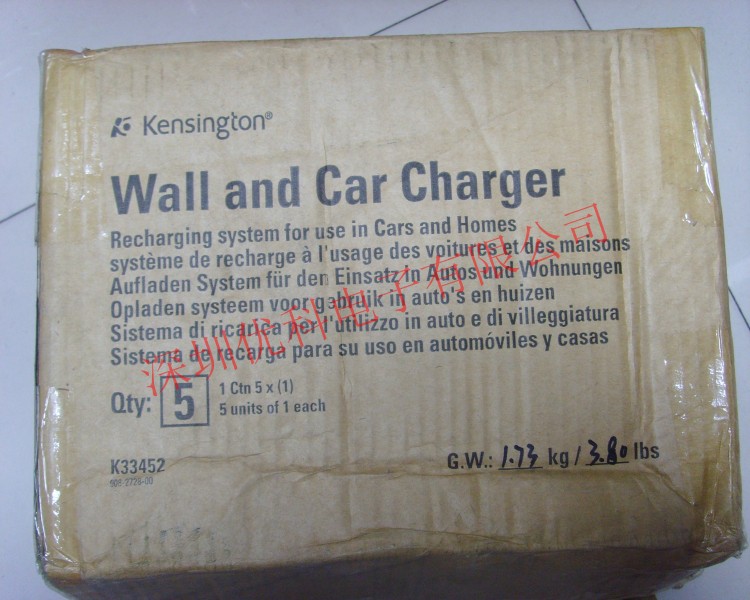 Kensington®
Wall and Car Charger
Recharging system for use in Cars and Homes
système de recharge à l'usage des voitures et des maisons
Aufladen System für den Einsatz in Autos und Wohnungen
Opladen systeem voor gebruik in auto's en huizen
Sistema di ricarica per l'utilizzo in auto e di villeggiatura
Sistema de recarga para su uso en automóviles y casas
深圳优科电子有限公司
Qty: 5 1 Ctn 5 x (1)
5 units of 1 each
K33452
G.W.: 1.73 kg / 3.80 lbs